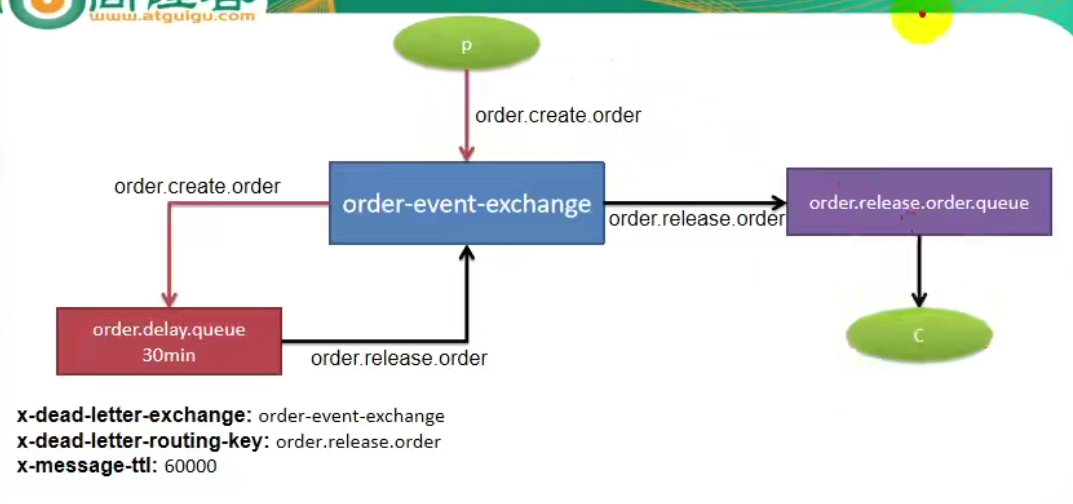 www.atguigu.com
p
order.create.order
order.create.order
order-event-exchange
order.release.order
order.release.order.queue
order.delay.queue
30min
order.release.order
C
x-dead-letter-exchange: order-event-exchange
x-dead-letter-routing-key: order.release.order
x-message-ttl: 60000